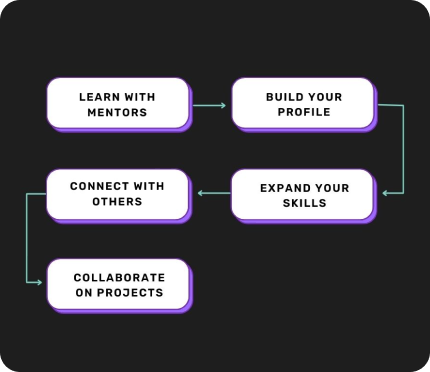 LEARN WITH
MENTORS
BUILD YOUR
PROFILE
EXPAND YOUR
SKILLS
CONNECT WITH
OTHERS
COLLABORATE
ON PROJECTS